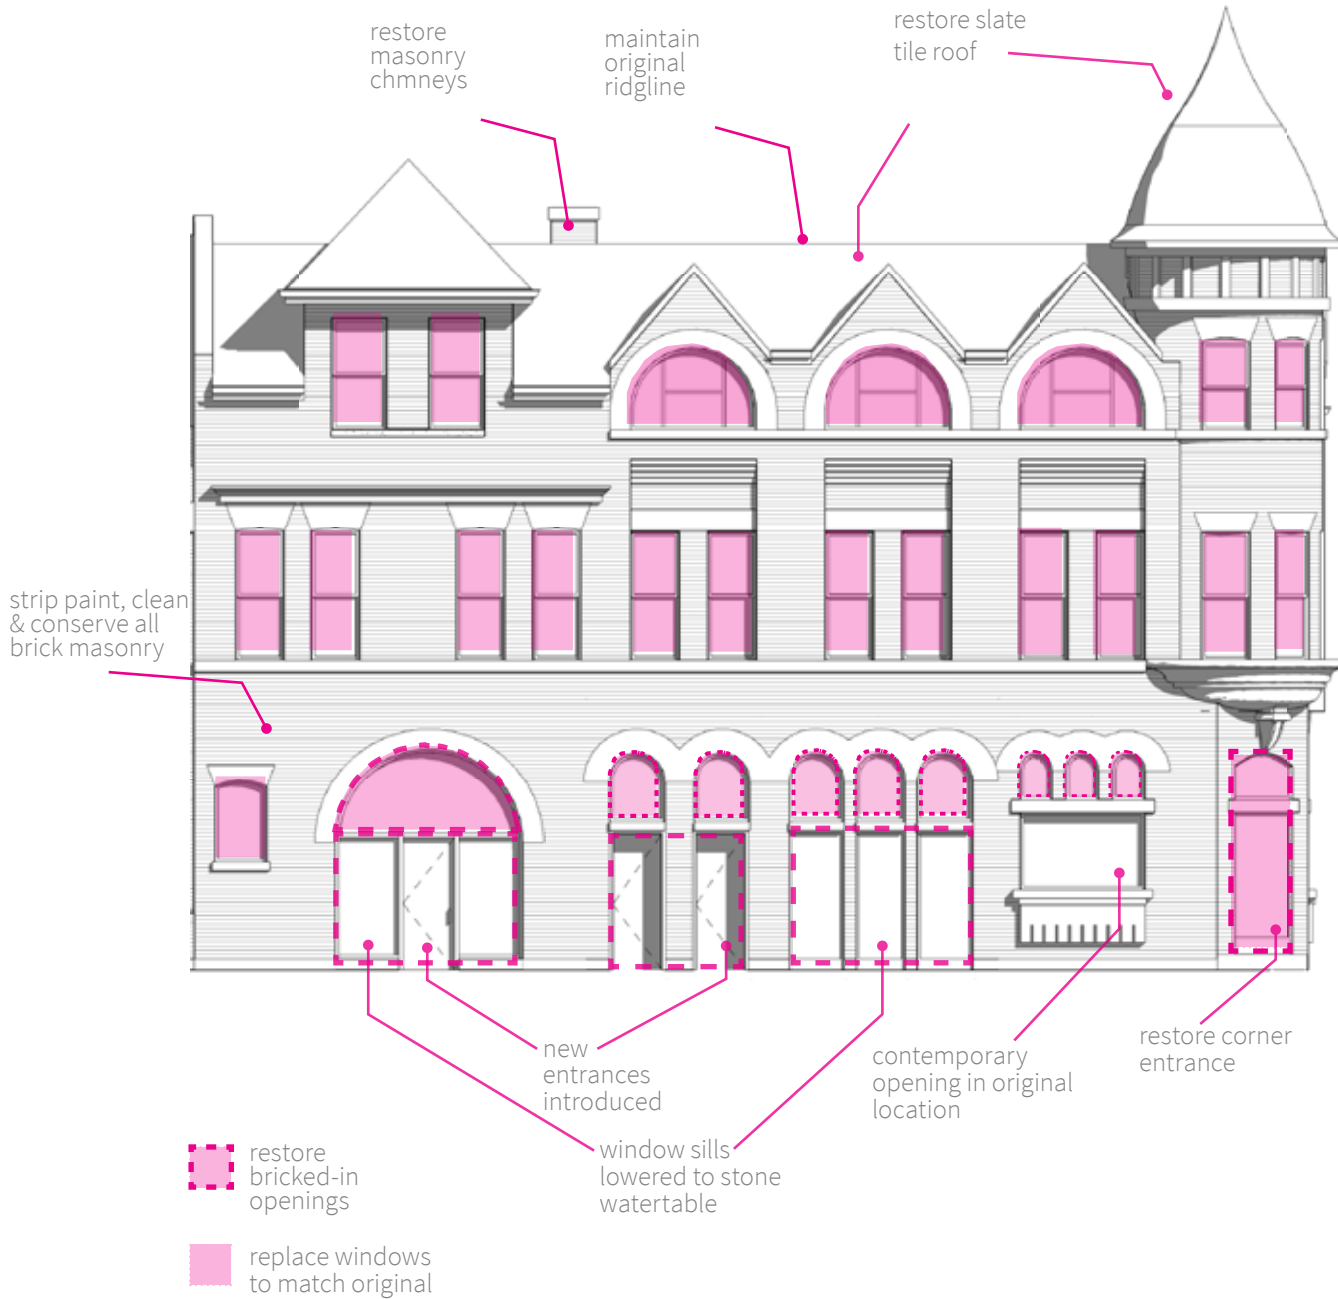 restore
masonry
chmneys
maintain
original
ridgline
restore slate
tile roof
strip paint, clean
& conserve all
brick masonry
new
entrances
introduced
window sills
lowered to stone
watertable
contemporary
opening in original
location
restore corner
entrance
restore
bricked-in
openings
replace windows
to match original